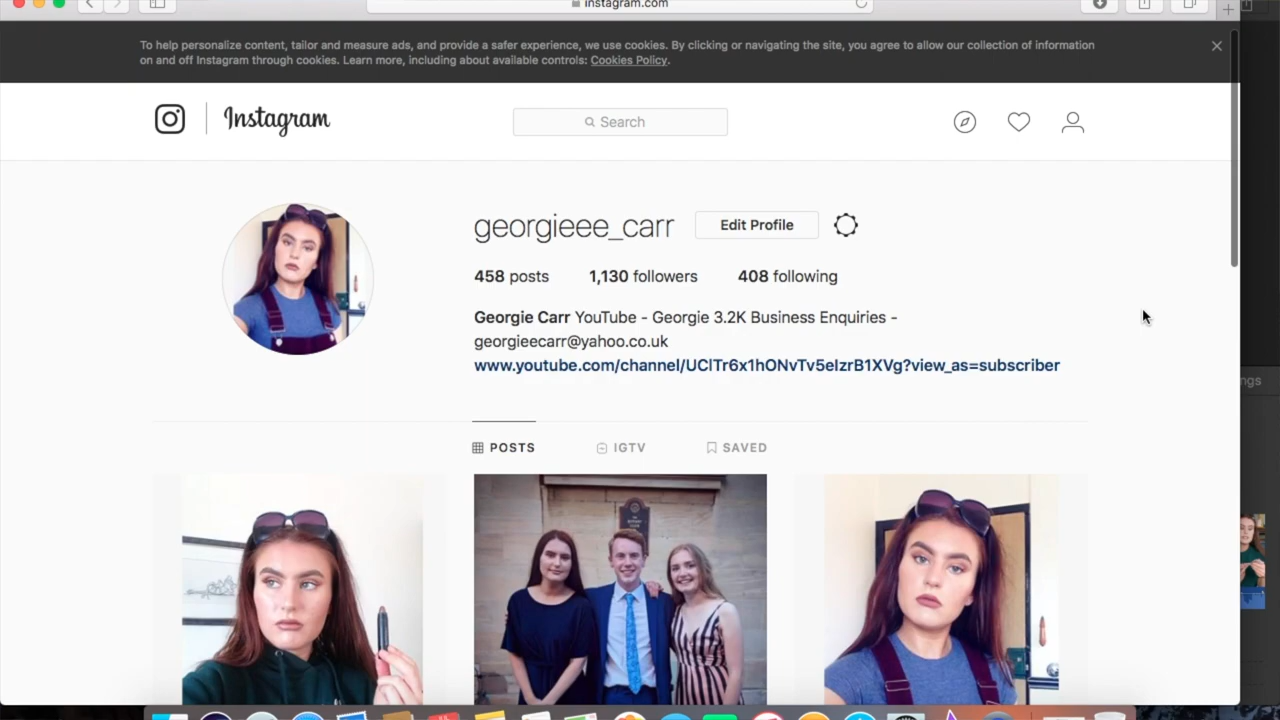 instagram.com
To help personalize content, tailor and measure ads, and provide a safer experience, we use cookies. By clicking or navigating the site, you agree to allow our collection of information
on and off Instagram through cookies. Learn more, including about available controls: Cookies Policy.
Instagram
Search
georgieee_carr
Edit Profile
458 posts 1,130 followers 408 following
Georgie Carr YouTube - Georgie 3.2K Business Enquiries -
georgieecarr@yahoo.co.uk
www.youtube.com/channel/UClTr6x1hONvTv5eIzrB1XVg?view_as=subscriber
ngs
POSTS IGTV SAVED